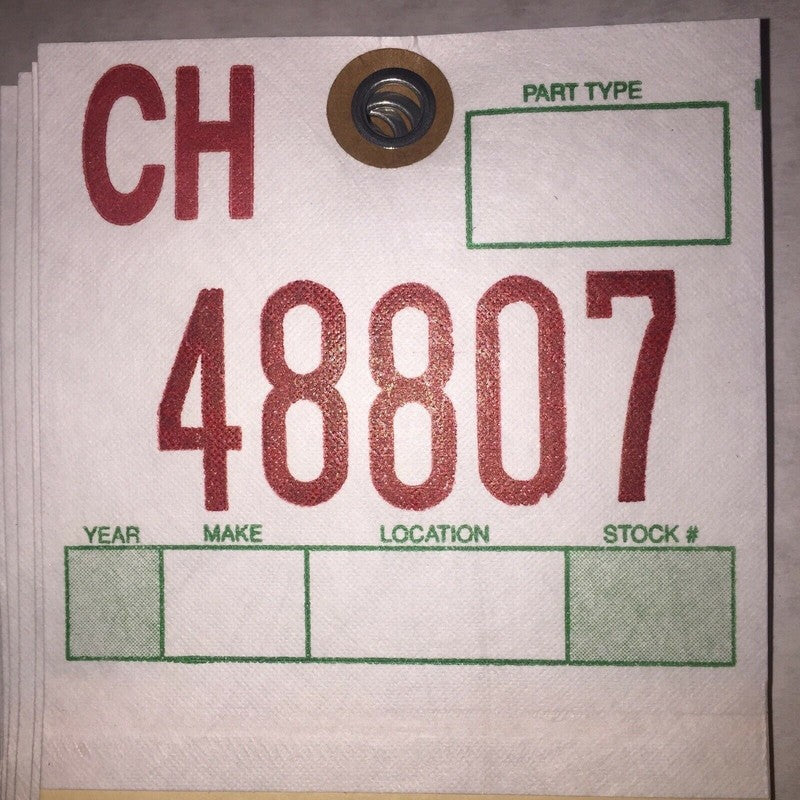 CH
PART TYPE
48807
YEAR MAKE LOCATION STOCK #